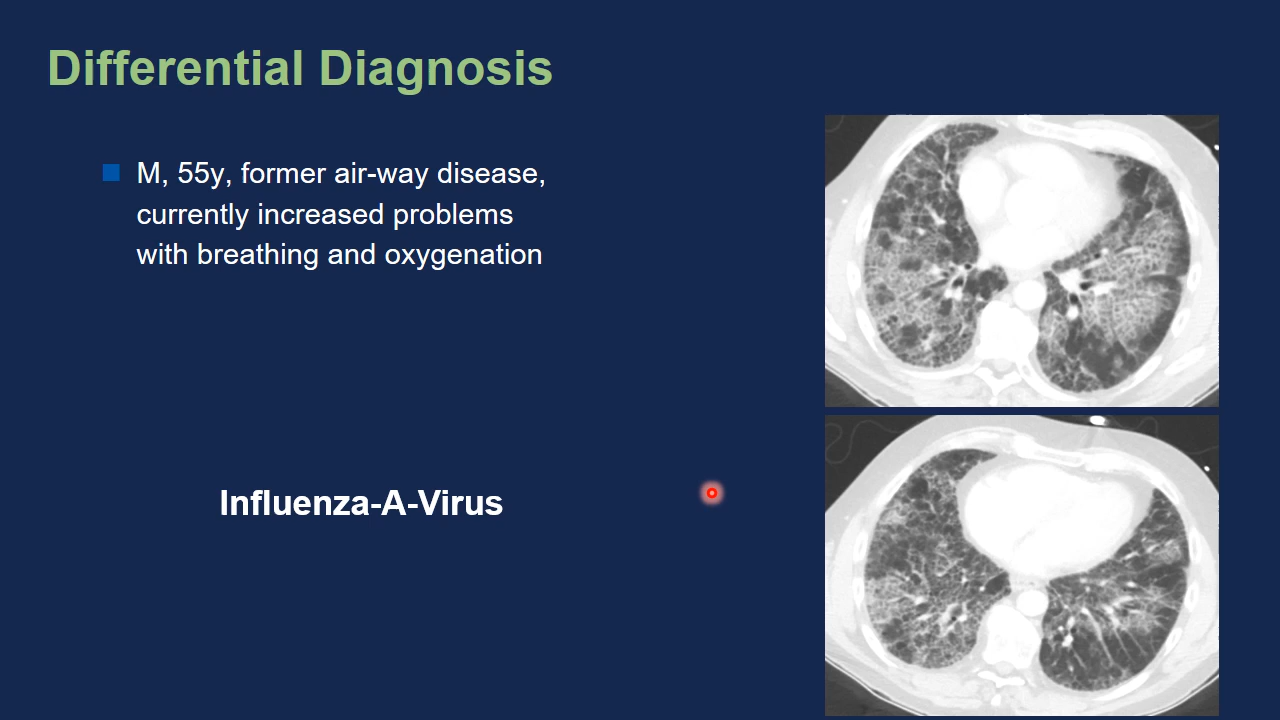 Differential Diagnosis
M, 55y, former air-way disease,
currently increased problems
with breathing and oxygenation
Influenza-A-Virus